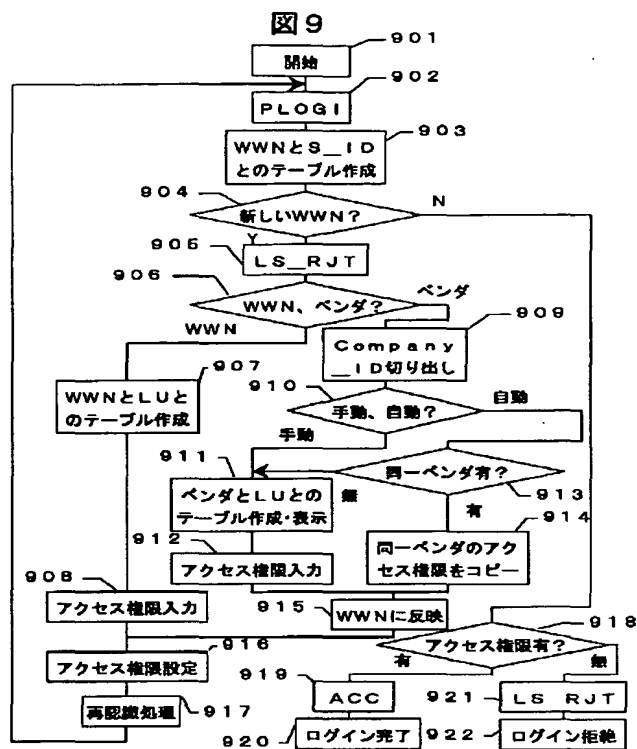 図9
901
開始
902
PLOGI
903
WWNとS_ID
とのテーブル作成
904
新しいWWN?
N
Y
905
LS_RJT
906
WWN、ベンダ?
ベンダ
WWN
909
Company
_ID切り出し
907
WWNとLUと
のテーブル作成
910
手動、自動?
自動
手動
911
同一ベンダ有?
913
無
有
ベンダとLUとの
テーブル作成・表示
914
同一ベンダのアク
セス権限をコピー
912
アクセス権限入力
908
アクセス権限入力
915
WWNに反映
918
アクセス権限有?
有
無
916
アクセス権限設定
919
ACC
921
LS_RJT
再認識処理
917
920
ログイン完了
922
ログイン拒絶